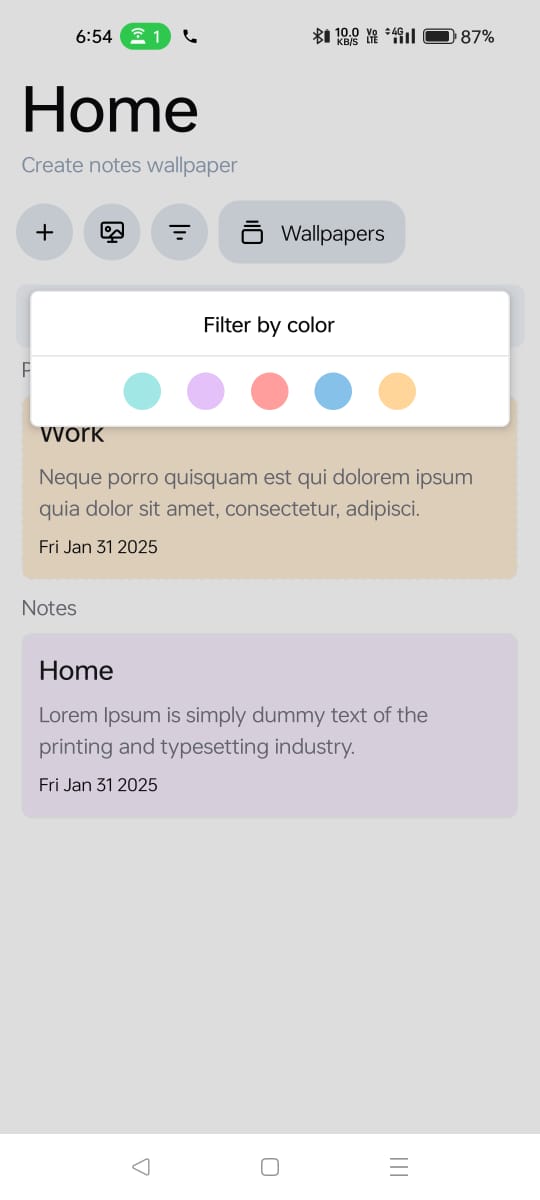 6:54 1 10.0 KB/S Vo LTE 4G 87%
Home
Create notes wallpaper
Wallpapers
Filter by color
P
Work
Neque porro quisquam est qui dolorem ipsum
quia dolor sit amet, consectetur, adipisci.
Fri Jan 31 2025
Notes
Home
Lorem Ipsum is simply dummy text of the
printing and typesetting industry.
Fri Jan 31 2025